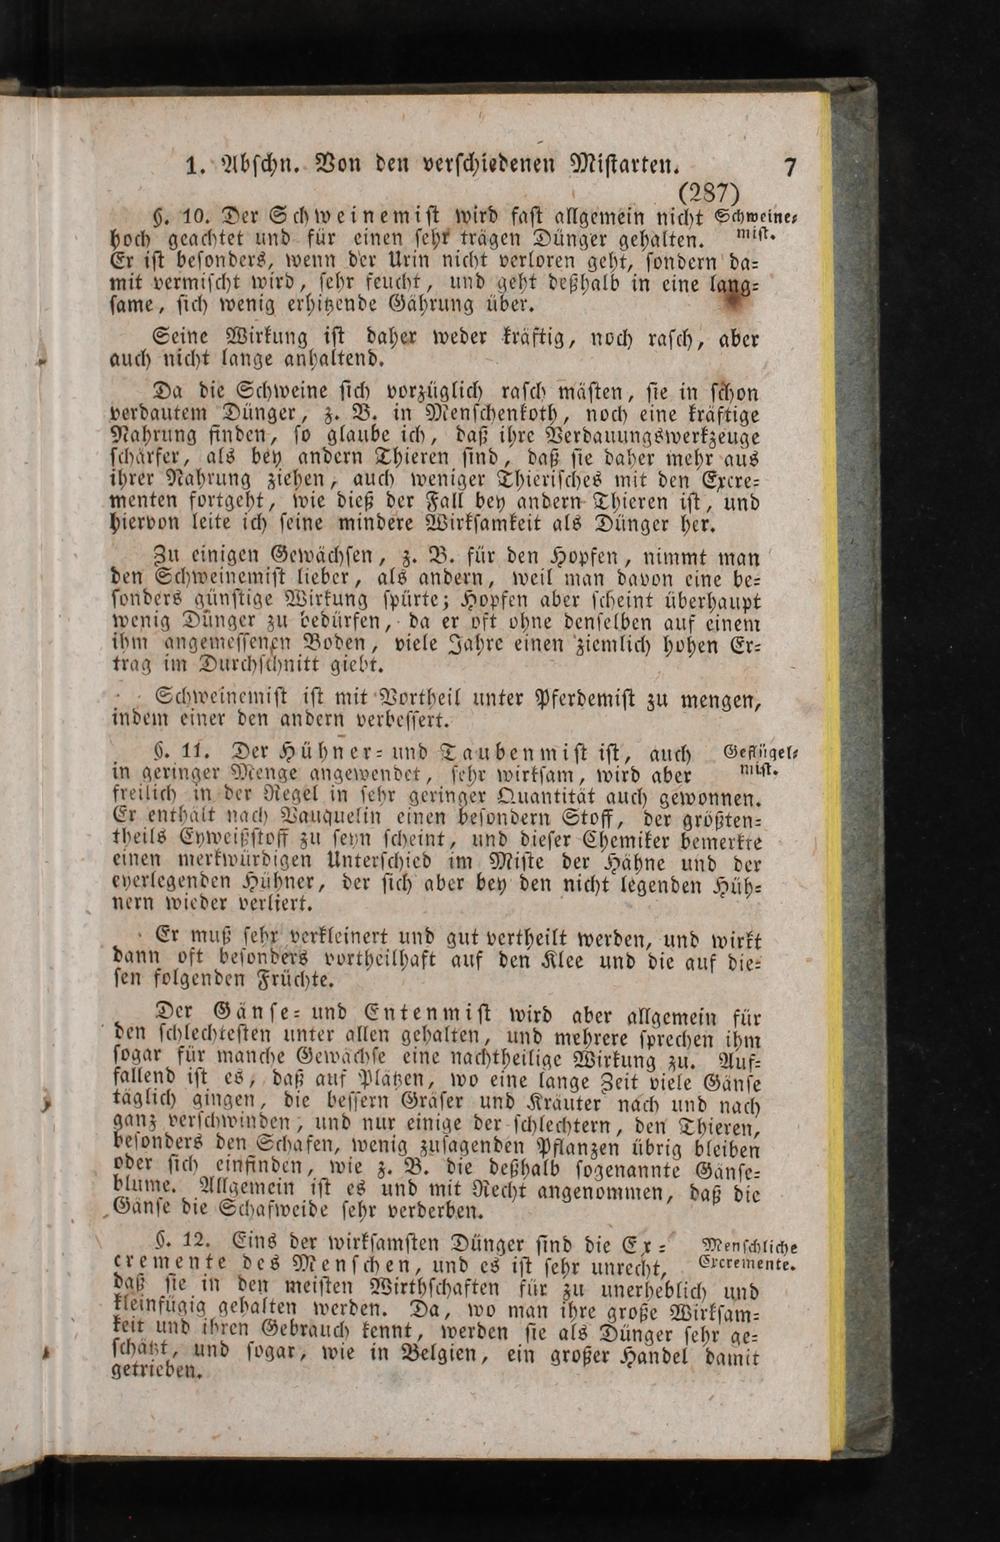 1. Abſchn. Von den verſchiedenen Miſtarten. 7
(287)
§. 10. Der Schweinemiſt wird faſt allgemein nicht
Schweine⸗
miſt.
hoch geachtet und für einen ſehr trägen Dünger gehalten.
Er iſt beſonders, wenn der Urin nicht verloren geht, ſondern da⸗
mit vermiſcht wird, ſehr feucht, und geht deßhalb in eine lang⸗
ſame, ſich wenig erhitzende Gährung über.
Seine Wirkung iſt daher weder kräftig, noch raſch, aber
auch nicht lange anhaltend.
Da die Schweine ſich vorzüglich raſch mäſten, ſie in ſchon
verdautem Dünger, z. B. in Menſchenkoth, noch eine kräftige
Nahrung finden, ſo glaube ich, daß ihre Verdauungswerkzeuge
ſchärfer, als bey andern Thieren ſind, daß ſie daher mehr aus
ihrer Nahrung ziehen, auch weniger Thieriſches mit den Excre⸗
menten fortgeht, wie dieß der Fall bey andern Thieren iſt, und
hiervon leite ich ſeine mindere Wirkſamkeit als Dünger her.
Zu einigen Gewächſen, z. B. für den Hopfen, nimmt man
den Schweinemiſt lieber, als andern, weil man davon eine be⸗
ſonders günſtige Wirkung ſpürte; Hopfen aber ſcheint überhaupt
wenig Dünger zu bedürfen, da er oft ohne denſelben auf einem
ihm angemeſſenen Boden, viele Jahre einen ziemlich hohen Er⸗
trag im Durchſchnitt giebt.
Schweinemiſt iſt mit Vortheil unter Pferdemiſt zu mengen,
indem einer den andern verbeſſert.
§. 11. Der Hühner⸗ und Taubenmiſt iſt, auch
Geflügel⸗
miſt.
in geringer Menge angewendet, ſehr wirkſam, wird aber
freilich in der Regel in ſehr geringer Quantität auch gewonnen.
Er enthält nach Vauquelin einen beſondern Stoff, der größten⸗
theils Eyweißſtoff zu ſeyn ſcheint, und dieſer Chemiker bemerkte
einen merkwürdigen Unterſchied im Miſte der Hähne und der
eyerlegenden Hühner, der ſich aber bey den nicht legenden Hüh⸗
nern wieder verliert.
Er muß ſehr verkleinert und gut vertheilt werden, und wirkt
dann oft beſonders vortheilhaft auf den Klee und die auf die⸗
ſen folgenden Früchte.
Der Gänſe⸗ und Entenmiſt wird aber allgemein für
den ſchlechteſten unter allen gehalten, und mehrere ſprechen ihm
ſogar für manche Gewächſe eine nachtheilige Wirkung zu. Auf⸗
fallend iſt es, daß auf Plätzen, wo eine lange Zeit viele Gänſe
täglich gingen, die beſſern Gräſer und Kräuter nach und nach
ganz verſchwinden, und nur einige der ſchlechtern, den Thieren,
beſonders den Schafen, wenig zuſagenden Pflanzen übrig bleiben
oder ſich einfinden, wie z. B. die deßhalb ſogenannte Gänſe⸗
blume. Allgemein iſt es und mit Recht angenommen, daß die
Gänſe die Schafweide ſehr verderben.
§. 12. Eins der wirkſamſten Dünger ſind die Ex⸗
Menſchliche
Excremente.
cremente des Menſchen, und es iſt ſehr unrecht,
daß ſie in den meiſten Wirthſchaften für zu unerheblich und
kleinfügig gehalten werden. Da, wo man ihre große Wirkſam⸗
keit und ihren Gebrauch kennt, werden ſie als Dünger ſehr ge⸗
ſchätzt, und ſogar, wie in Belgien, ein großer Handel damit
getrieben.